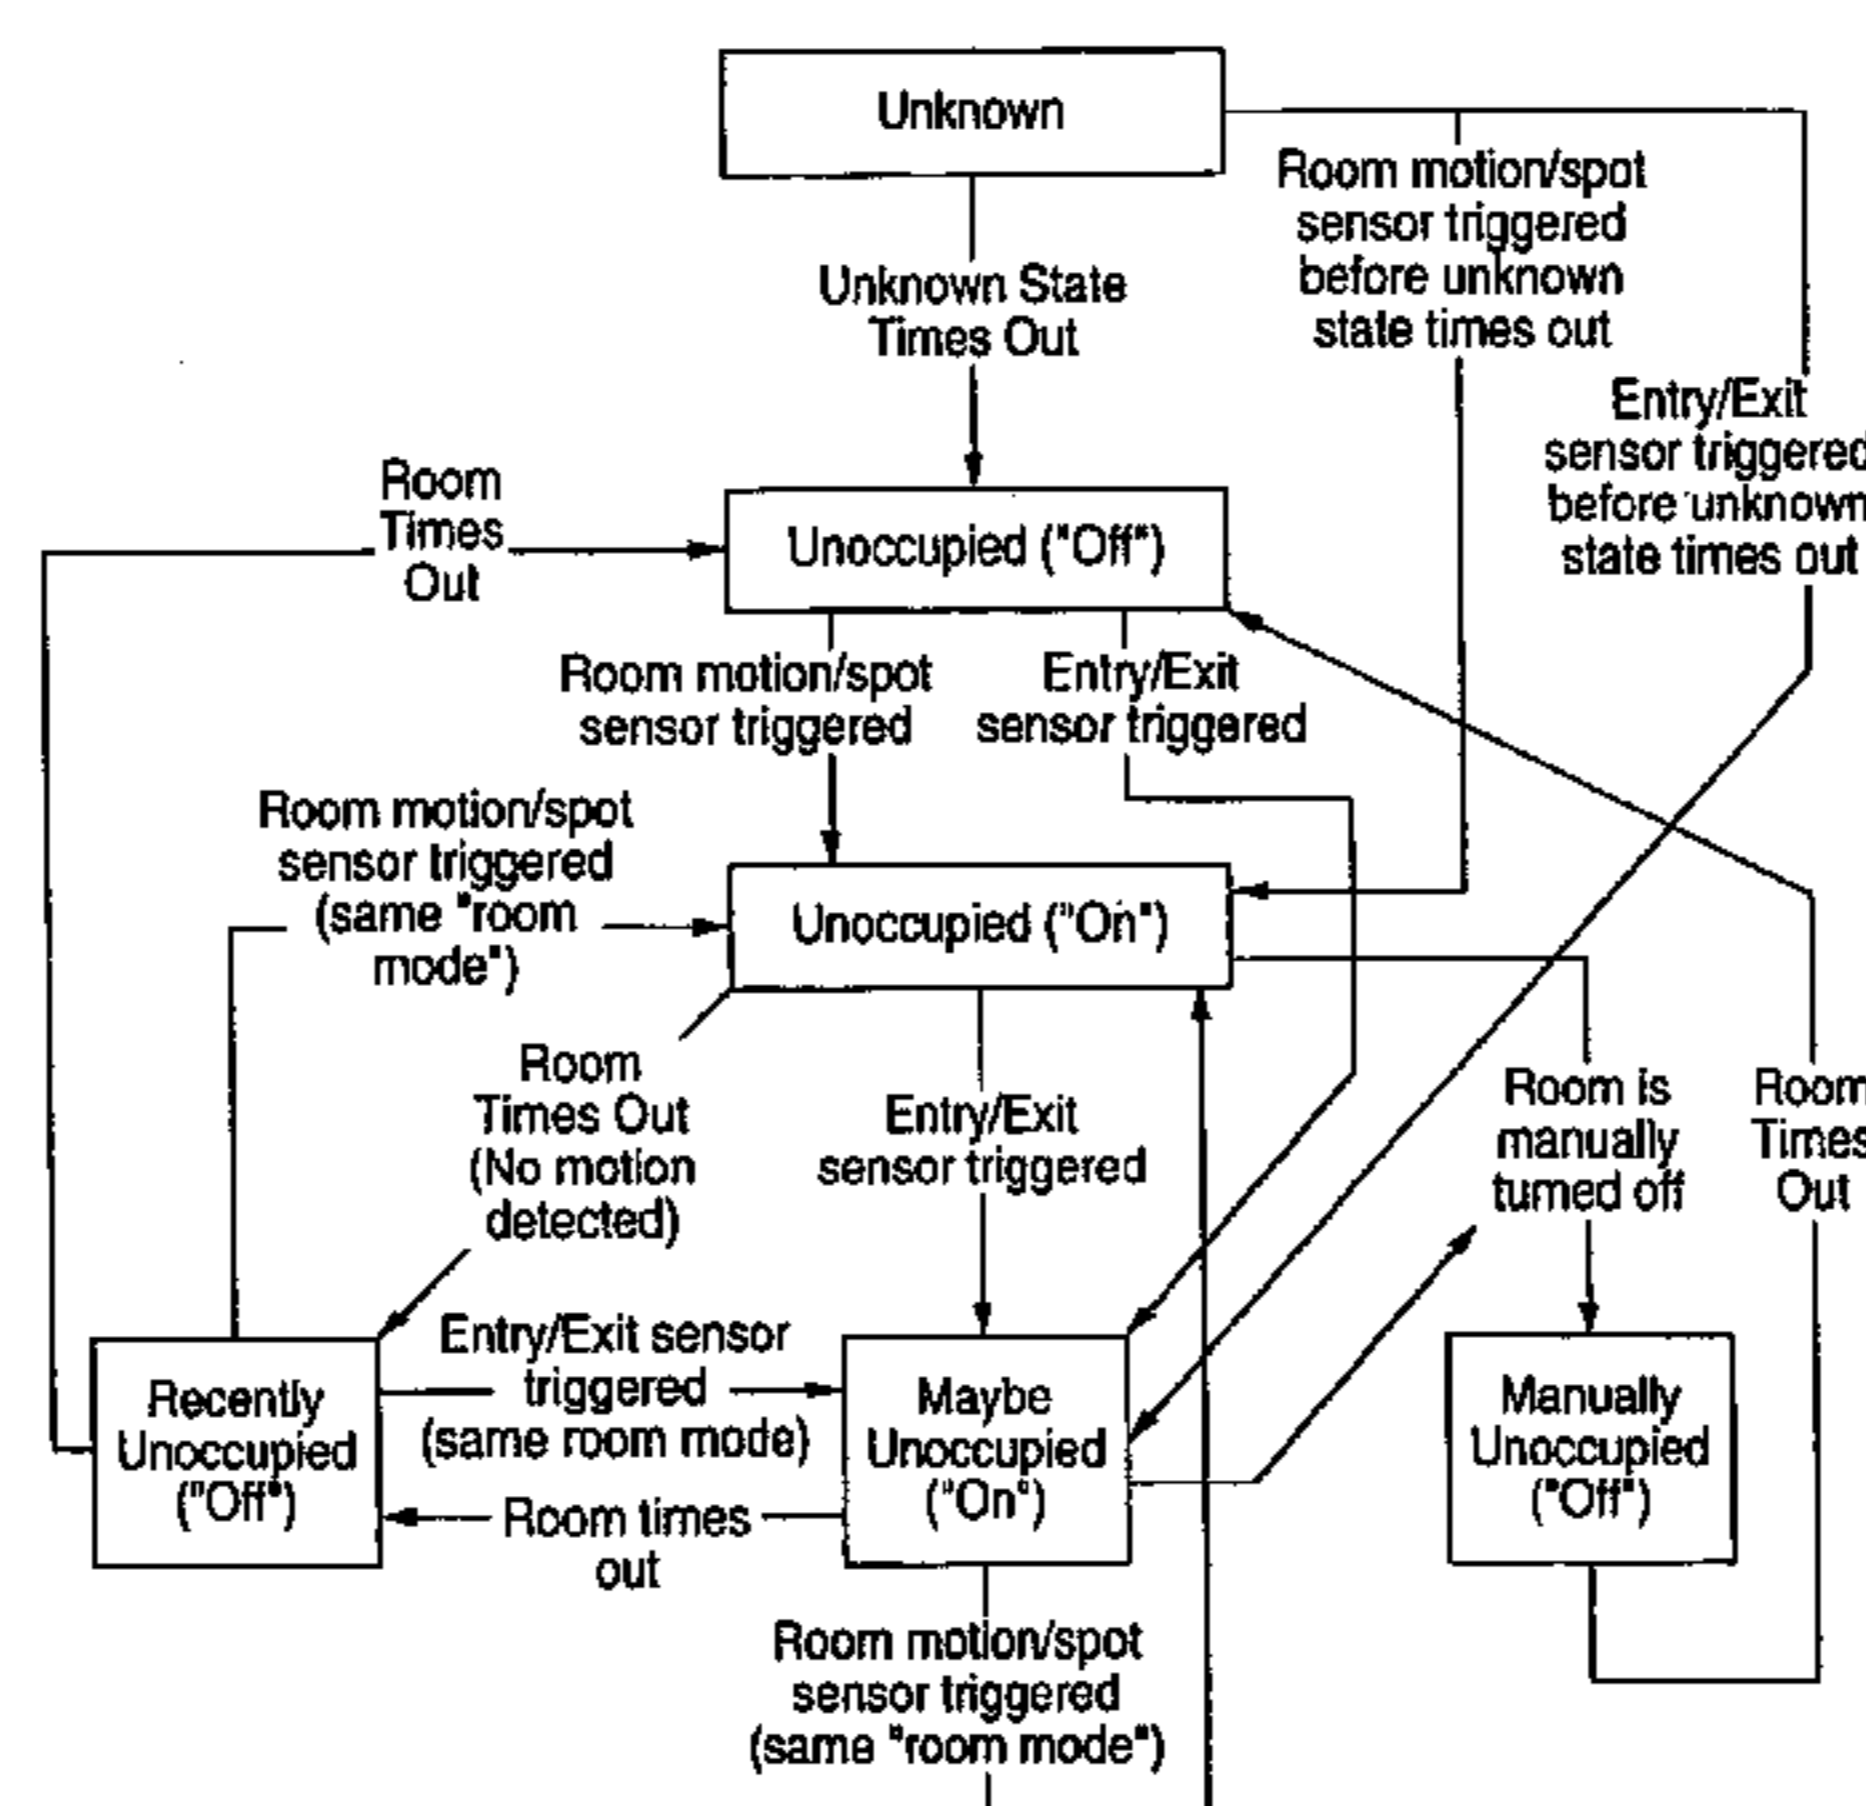 Unknown
Room motion/spot
sensor triggered
before unknown
state times out
Unknown State
Times Out
Entry/Exit
sensor triggered
before unknown
state times out
Room
Times
Out
Unoccupied ("Off")
Room motion/spot
sensor triggered
Entry/Exit
sensor triggered
Room motion/spot
sensor triggered
(same "room
mode")
Unoccupied ("On")
Room
Times Out
(No motion
detected)
Entry/Exit
sensor triggered
Room is
manually
turned off
Room
Times
Out
Entry/Exit sensor
triggered
(same room mode)
Recently
Unoccupied
("Off")
Maybe
Unoccupied
("On")
Manually
Unoccupied
("Off")
Room times
out
Room motion/spot
sensor triggered
(same "room mode")